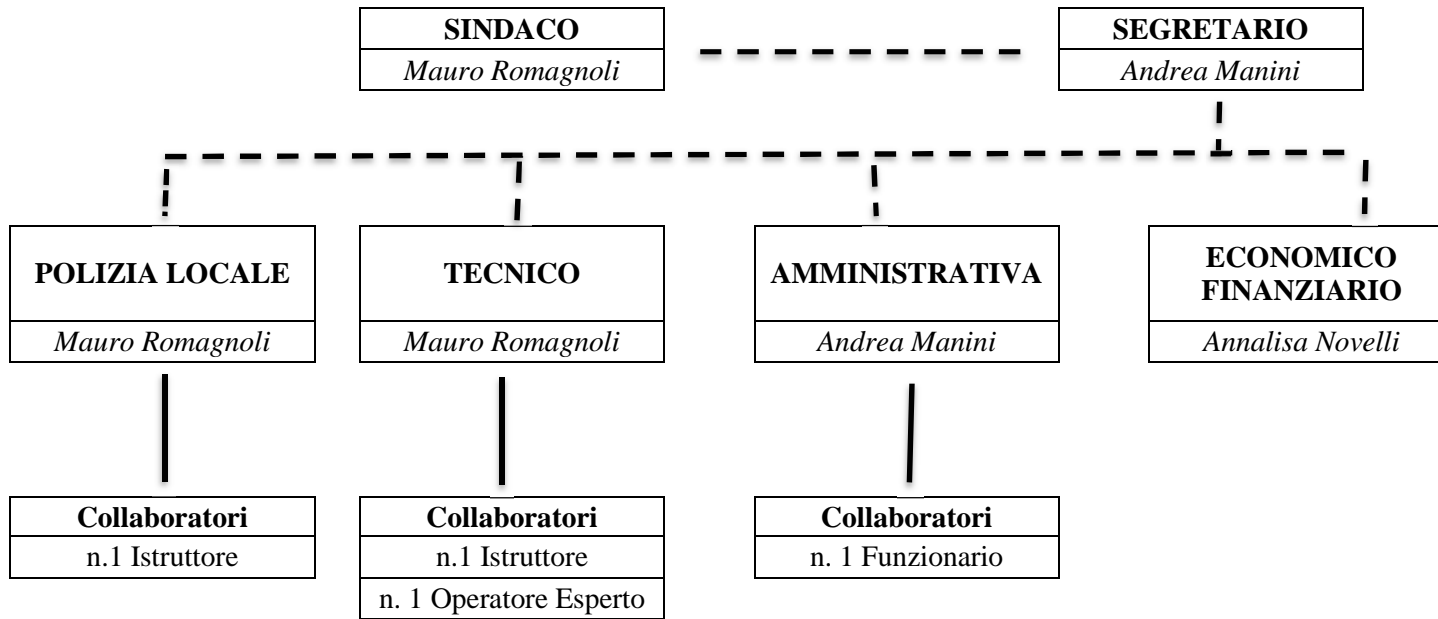 SINDACO
Mauro Romagnoli
SEGRETARIO
Andrea Manini
POLIZIA LOCALE
Mauro Romagnoli
TECNICO
Mauro Romagnoli
AMMINISTRATIVA
Andrea Manini
ECONOMICO
FINANZIARIO
Annalisa Novelli
Collaboratori
n.1 Istruttore
Collaboratori
n.1 Istruttore
n. 1 Operatore Esperto
Collaboratori
n. 1 Funzionario